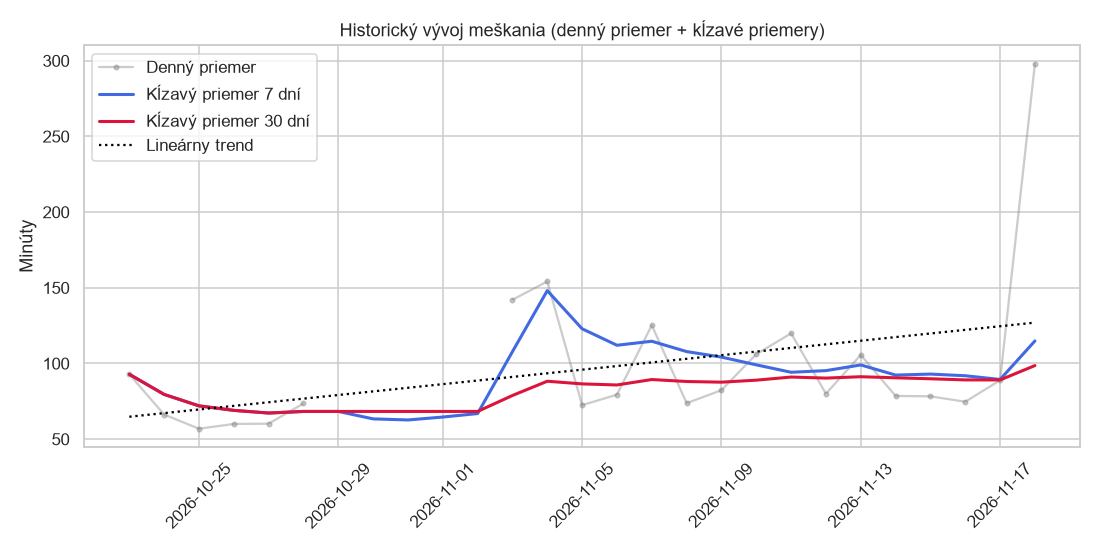 Historický vývoj meškania (denný priemer + kĺzavé priemery)
Denný priemer
Kĺzavý priemer 7 dní
Kĺzavý priemer 30 dní
Lineárny trend
Minúty
300
250
200
150
100
50
2026-10-25
2026-10-29
2026-11-01
2026-11-05
2026-11-09
2026-11-13
2026-11-17